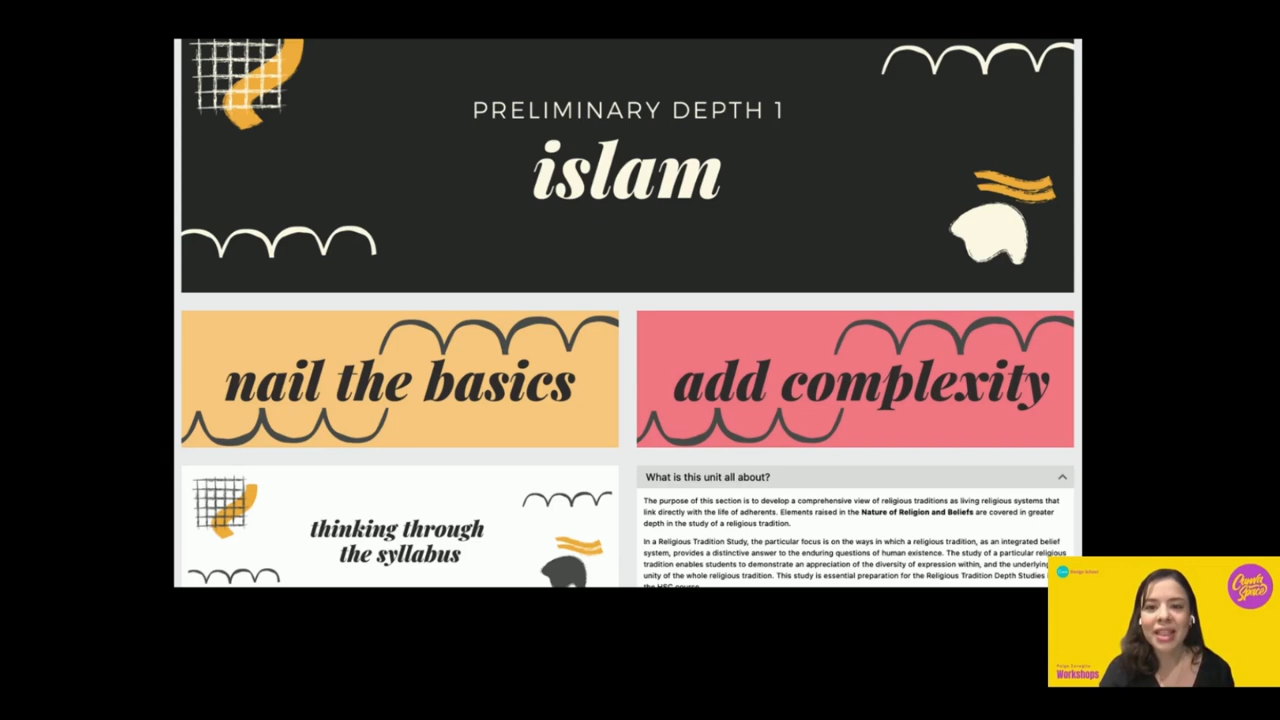 PRELIMINARY DEPTH 1
islam
nail the basics
add complexity
thinking through
the syllabus
What is this unit all about?
The purpose of this section is to develop a comprehensive view of religious traditions as living religious systems that
link directly with the life of adherents. Elements raised in the Nature of Religion and Beliefs are covered in greater
depth in the study of a religious tradition.
In a Religious Tradition Study, the particular focus is on the ways in which a religious tradition, as an integrated belief
system, provides a distinctive answer to the enduring questions of human existence. The study of a particular religious
tradition enables students to demonstrate an appreciation of the diversity of expression within, and the underlying
unity of the whole religious tradition. This study is essential preparation for the Religious Tradition Depth Studies
the HSC course
Canva
Space
Workshops